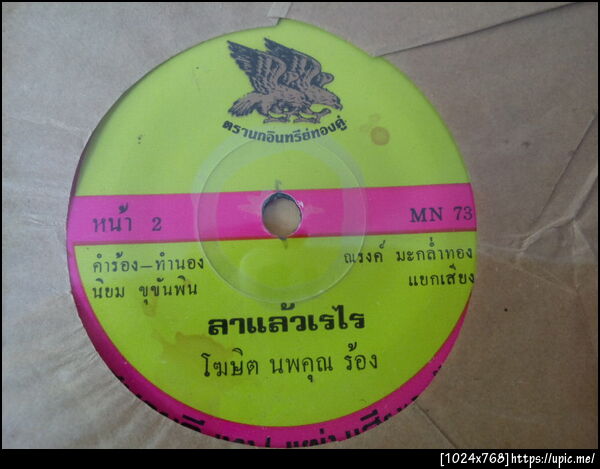 ตรานกอินทรีย์ทองคู่
หน้า 2
MN 73
คำร้อง-ทำนอง
นิยม ขุขันพิน
ณรงค์ มะกล่ำทอง
แยกเสียง
ลาแล้วเรไร
โฆษิต นพคุณ ร้อง
[1024x768]https://upic.me/